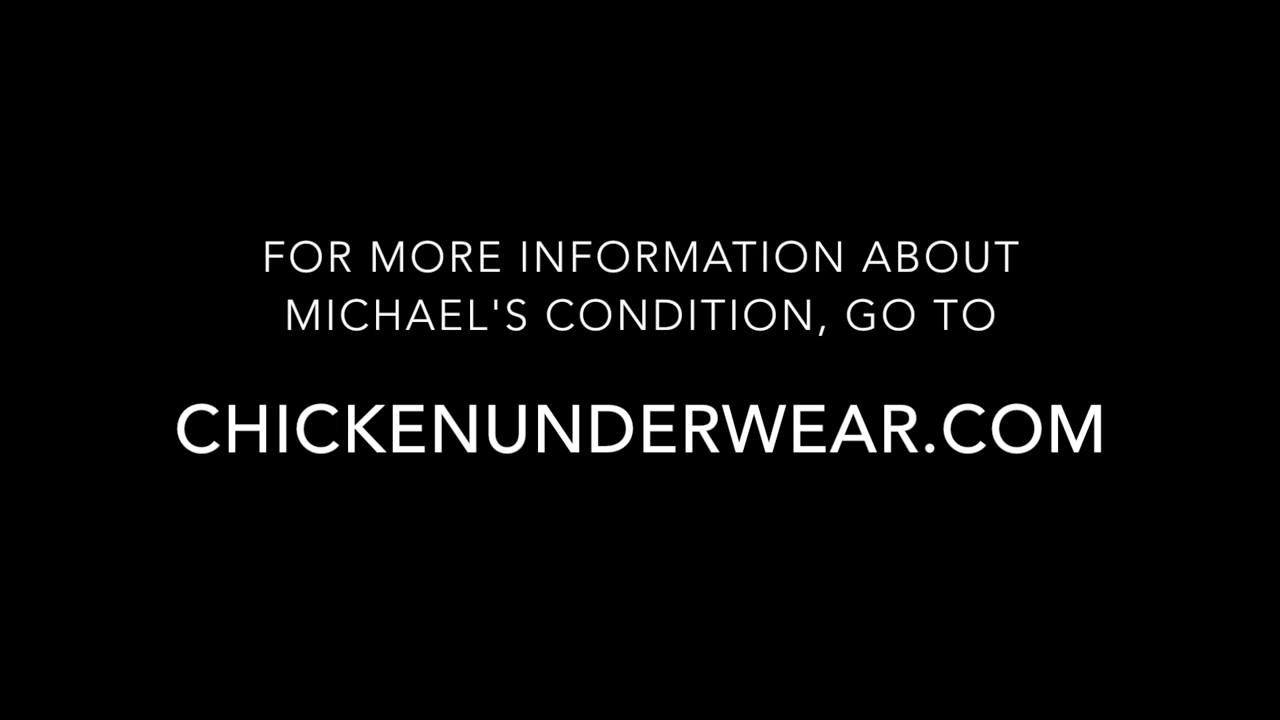 FOR MORE INFORMATION ABOUT
MICHAEL'S CONDITION, GO TO
CHICKENUNDERWEAR.COM